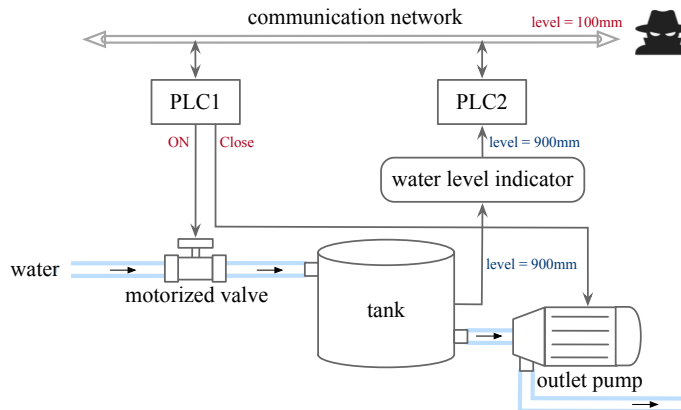 communication network
level = 100mm
PLC1
PLC2
ON
Close
level = 900mm
water level indicator
water
motorized valve
level = 900mm
tank
outlet pump